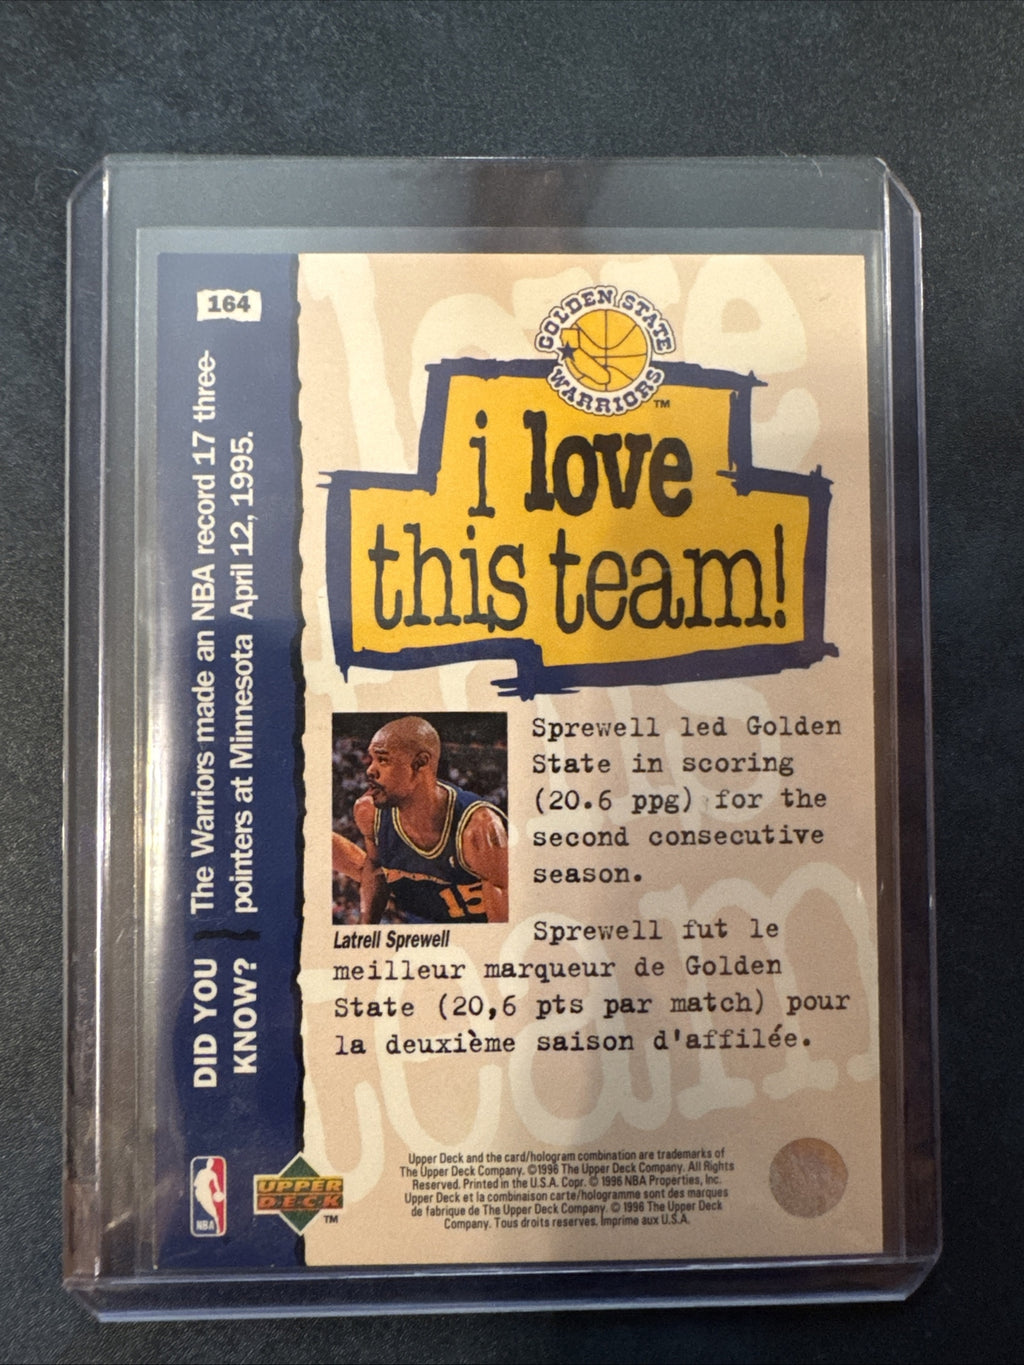 164
DID YOU KNOW?
The Warriors made an NBA record 17 three-
pointers at Minnesota April 12, 1995.
GOLDEN STATE
WARRIORS
TM
i love
this team!
15
Latrell Sprewell
Sprewell led Golden
State in scoring
(20.6 ppg) for the
second consecutive
season.
Sprewell fut le
meilleur marqueur de Golden
State (20,6 pts par match) pour
la deuxième saison d'affilée.
NBA
UPPER
DECK
TM
Upper Deck and the card/hologram combination are trademarks of
The Upper Deck Company. ©1996 The Upper Deck Company. All Rights
Reserved. Printed in the U.S.A. Copr. © 1996 NBA Properties, Inc.
Upper Deck et la combinaison carte/hologramme sont des marques
de fabrique de The Upper Deck Company. © 1996 The Upper Deck
Company. Tous droits reserves. Imprime aux U.S.A.